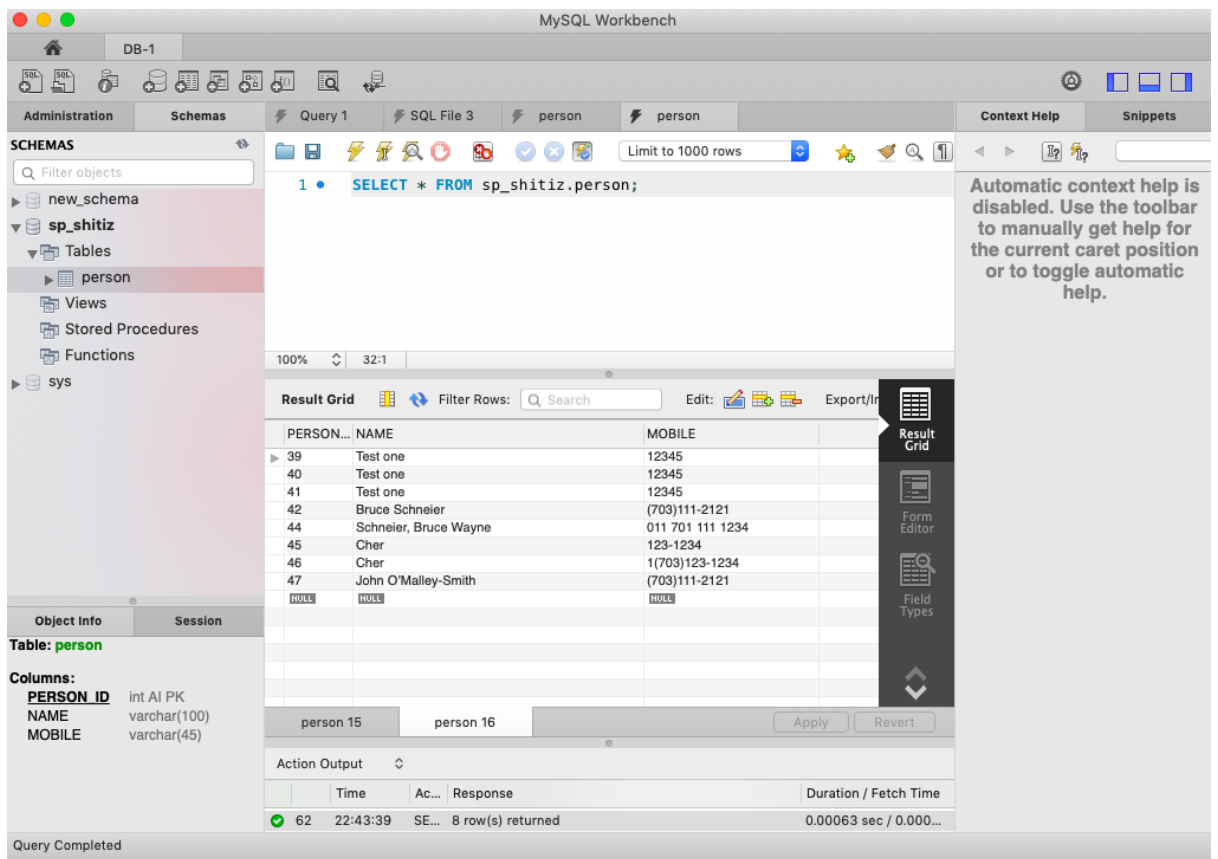 MySQL Workbench
DB-1
Administration
Schemas
Query 1
SQL File 3
person
person
Context Help
Snippets
SCHEMAS
Filter objects
new_schema
sp_shitiz
Tables
person
Views
Stored Procedures
Functions
sys
Limit to 1000 rows
1 SELECT * FROM sp_shitiz.person;
Automatic context help is
disabled. Use the toolbar
to manually get help for
the current caret position
or to toggle automatic
help.
100% 32:1
Result Grid Filter Rows: Search Edit: Export/Ir
PERSON... NAME MOBILE
39 Test one 12345
40 Test one 12345
41 Test one 12345
42 Bruce Schneier (703)111-2121
44 Schneier, Bruce Wayne 011 701 111 1234
45 Cher 123-1234
46 Cher 1(703)123-1234
47 John O'Malley-Smith (703)111-2121
NULL NULL NULL
Result
Grid
Form
Editor
Field
Types
Object Info
Session
Table: person
Columns:
PERSON_ID int AI PK
NAME varchar(100)
MOBILE varchar(45)
person 15
person 16
Apply
Revert
Action Output
Time Ac... Response Duration / Fetch Time
62 22:43:39 SE... 8 row(s) returned 0.00063 sec / 0.000...
Query Completed